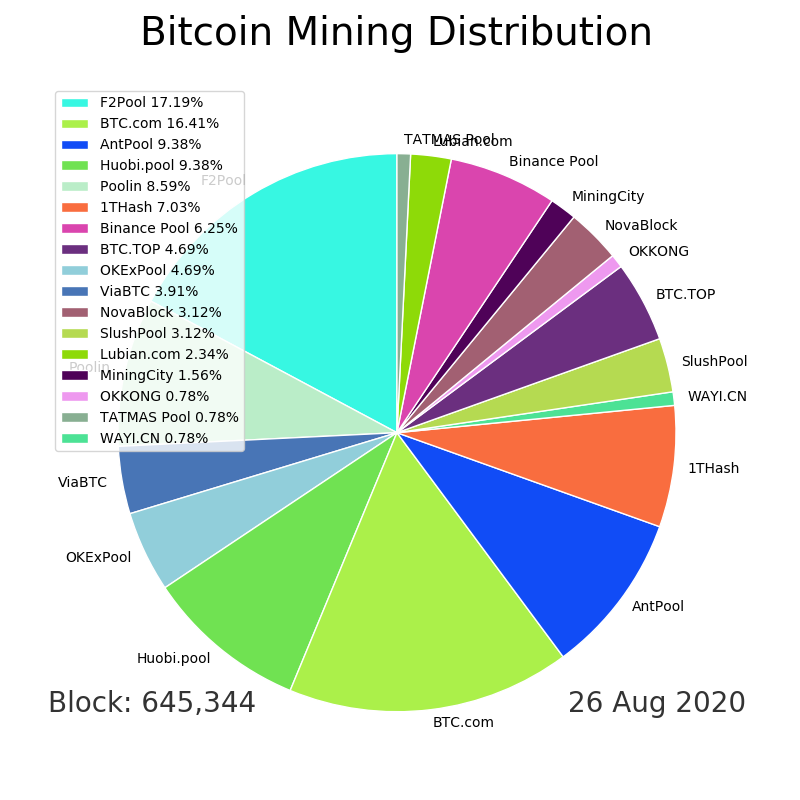 Bitcoin Mining Distribution
F2Pool 17.19%
BTC.com 16.41%
AntPool 9.38%
Huobi.pool 9.38%
Poolin 8.59%
1THash 7.03%
Binance Pool 6.25%
BTC.TOP 4.69%
OKExPool 4.69%
ViaBTC 3.91%
NovaBlock 3.12%
SlushPool 3.12%
Lubian.com 2.34%
MiningCity 1.56%
OKKONG 0.78%
TATMAS Pool 0.78%
WAYI.CN 0.78%
TATMAS Pool
Lubian.com
Binance Pool
MiningCity
NovaBlock
OKKONG
BTC.TOP
SlushPool
WAYI.CN
1THash
AntPool
BTC.com
Huobi.pool
OKExPool
ViaBTC
Poolin
F2Pool
Block: 645,344
26 Aug 2020